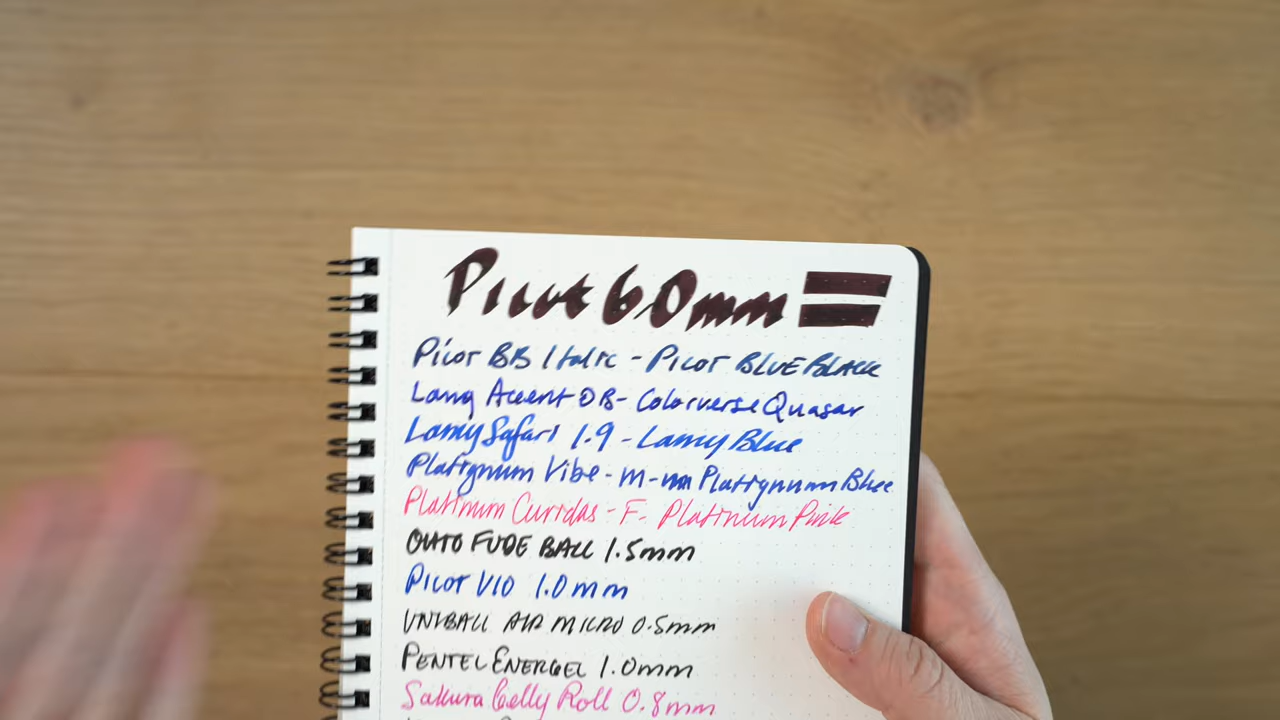 Pilot 6.0mm
Pilot BB Italic - Pilot BLUE BLACK
Lamy Accent OB - Colorverse Quasar
Lamy Safari 1.9 - Lamy Blue
Platignum Vibe - m - Platignum Blue
Platinum Curidas - F - Platinum Pink
OHTO FUDE BALL 1.5mm
PILOT V10 1.0mm
UNIBALL AIR MICRO 0.5mm
PENTEL ENERGEL 1.0mm
Sakura Gelly Roll 0.8mm